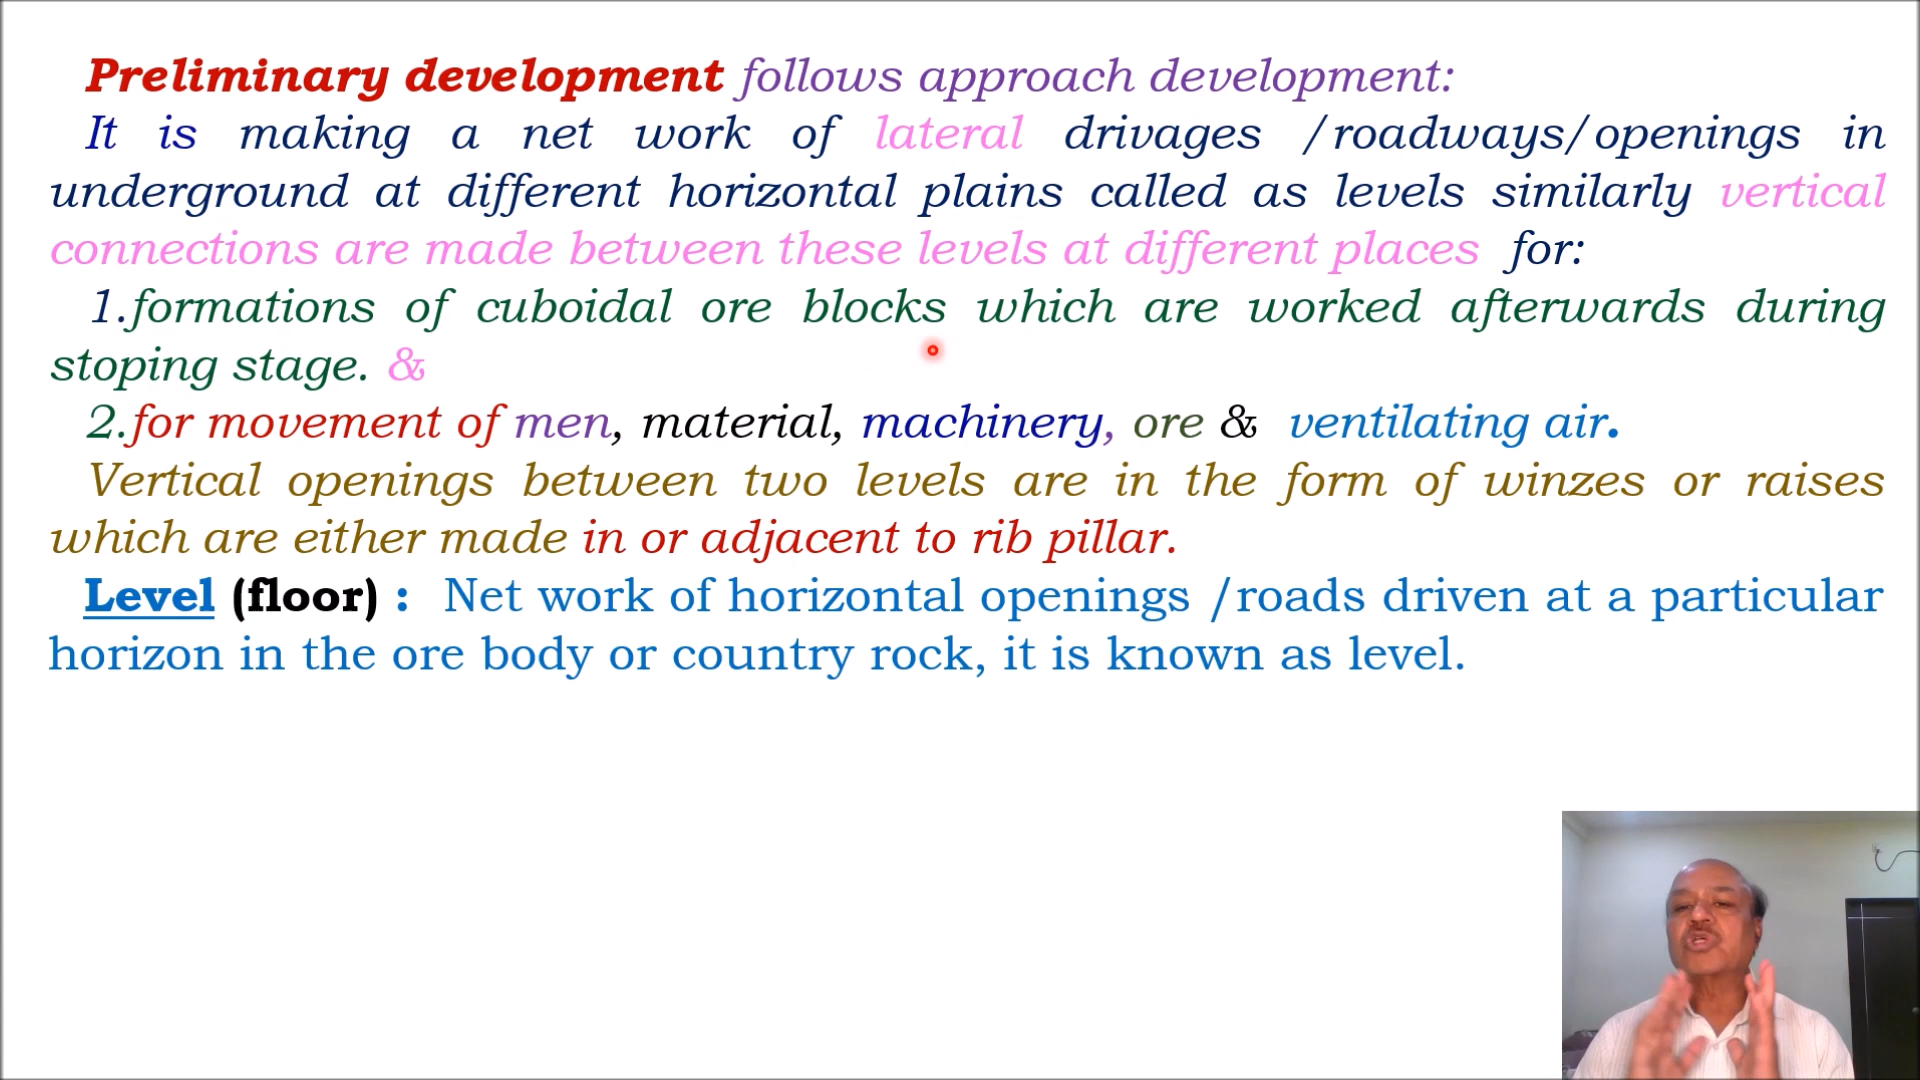 Preliminary development follows approach development:
It is making a net work of lateral drivages /roadways/openings in
underground at different horizontal plains called as levels similarly vertical
connections are made between these levels at different places for:
1.formations of cuboidal ore blocks which are worked afterwards during
stoping stage. &
2.for movement of men, material, machinery, ore & ventilating air.
Vertical openings between two levels are in the form of winzes or raises
which are either made in or adjacent to rib pillar.
Level (floor) : Net work of horizontal openings /roads driven at a particular
horizon in the ore body or country rock, it is known as level.